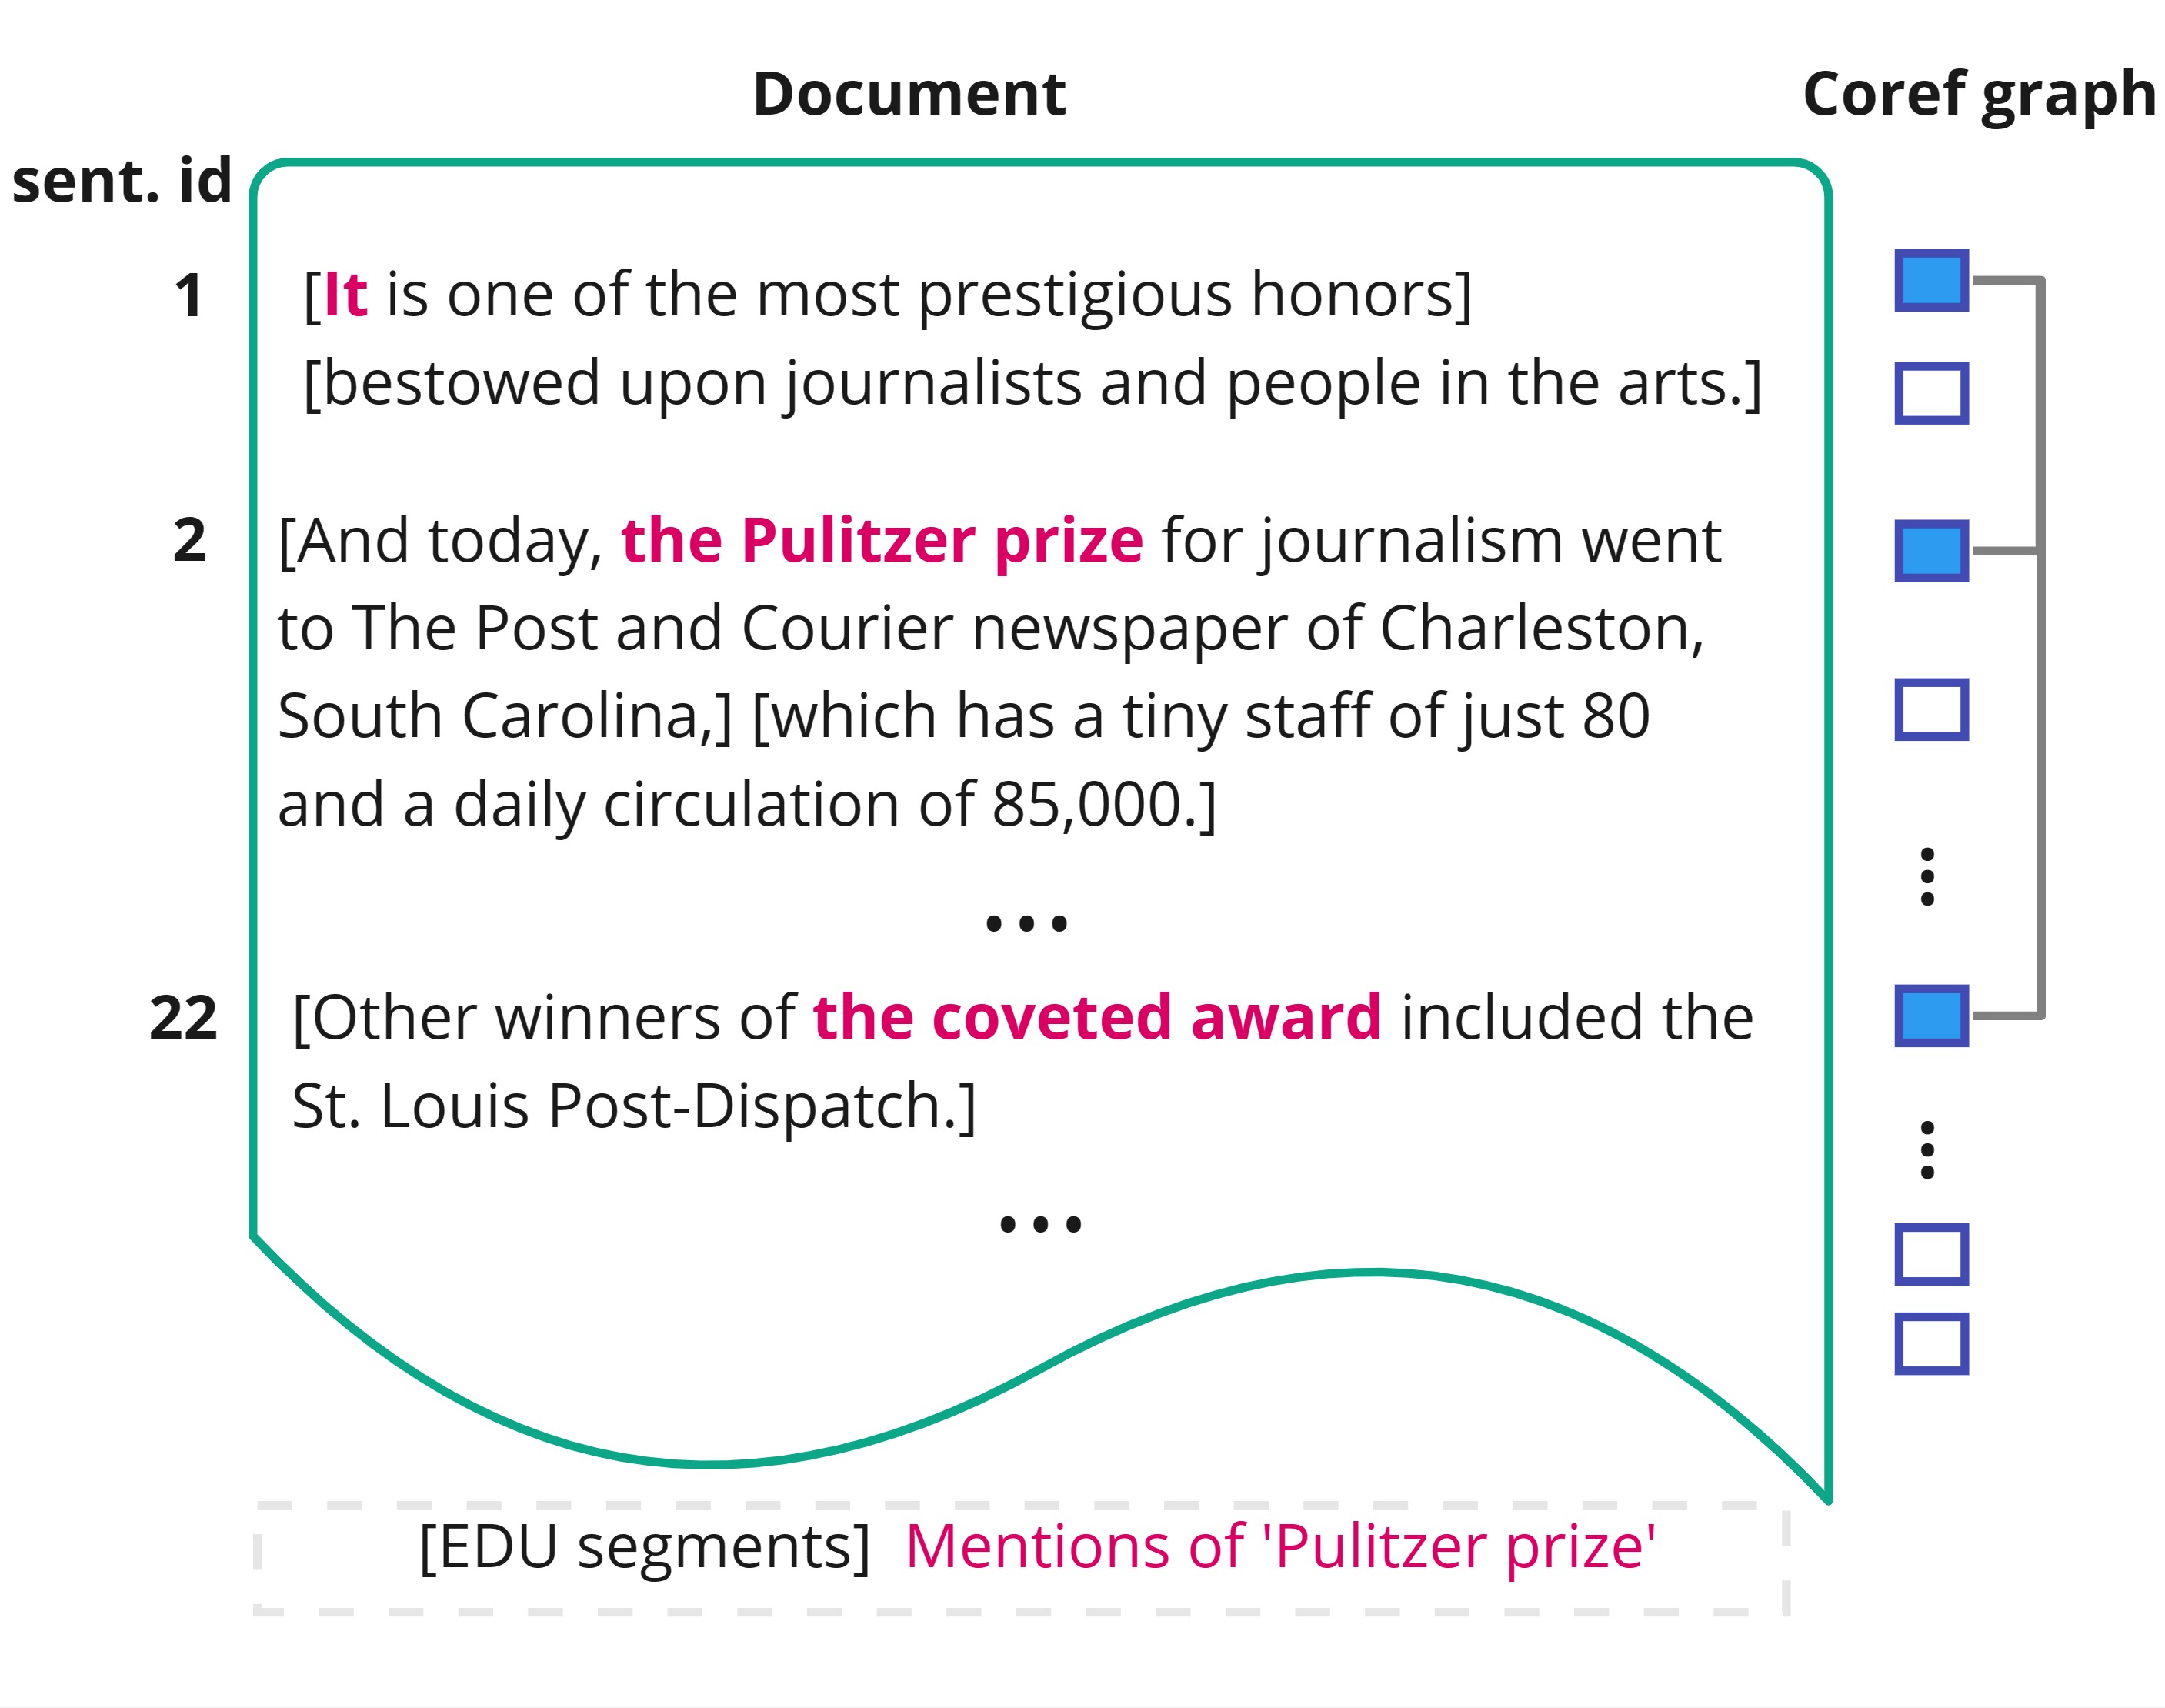 Document
Coref graph
sent. id
1
[It is one of the most prestigious honors]
[bestowed upon journalists and people in the arts.]
2
[And today, the Pulitzer prize for journalism went
to The Post and Courier newspaper of Charleston,
South Carolina,] [which has a tiny staff of just 80
and a daily circulation of 85,000.]
...
22
[Other winners of the coveted award included the
St. Louis Post-Dispatch.]
...
[EDU segments] Mentions of 'Pulitzer prize'